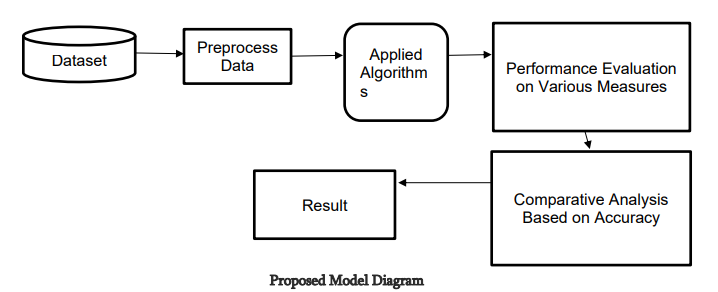 Dataset
Preprocess
Data
Applied
Algorithm
s
Performance Evaluation
on Various Measures
Comparative Analysis
Based on Accuracy
Result
Proposed Model Diagram